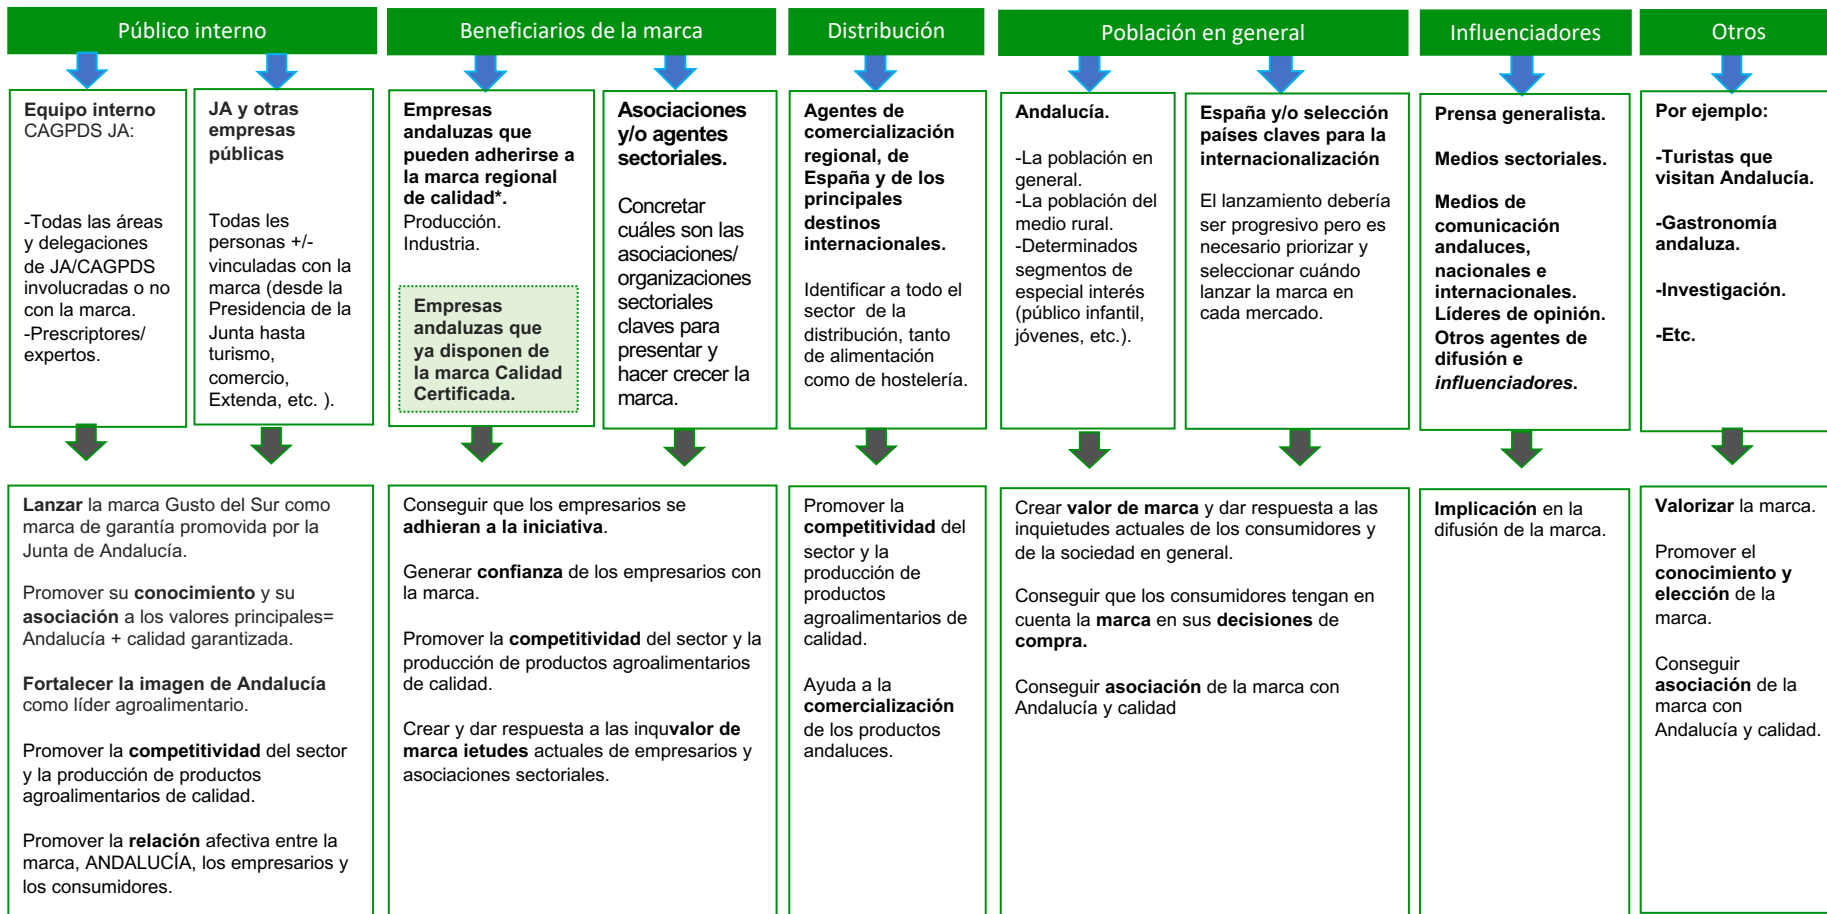 Público interno
Beneficiarios de la marca
Distribución
Población en general
Influenciadores
Otros
Equipo interno
CAGPDS JA:
-Todas las áreas
y delegaciones
de JA/CAGPDS
involucradas o no
con la marca.
-Prescriptores/
expertos.
JA y otras
empresas
públicas
Todas les
personas +/-
vinculadas con la
marca (desde la
Presidencia de la
Junta hasta
turismo,
comercio,
Extenda, etc. ).
Empresas
andaluzas que
pueden adherirse a
la marca regional
de calidad*.
Producción.
Industria.
Empresas
andaluzas que
ya disponen de
la marca Calidad
Certificada.
Asociaciones
y/o agentes
sectoriales.
Concretar
cuáles son las
asociaciones/
organizaciones
sectoriales
claves para
presentar y
hacer crecer la
marca.
Agentes de
comercialización
regional, de
España y de los
principales
destinos
internacionales.
Identificar a todo el
sector de la
distribución, tanto
de alimentación
como de hostelería.
Andalucía.
-La población en
general.
-La población del
medio rural.
-Determinados
segmentos de
especial interés
(público infantil,
jóvenes, etc.).
España y/o selección
países claves para la
internacionalización
El lanzamiento debería
ser progresivo pero es
necesario priorizar y
seleccionar cuándo
lanzar la marca en
cada mercado.
Prensa generalista.
Medios sectoriales.
Medios de
comunicación
andaluces,
nacionales e
internacionales.
Líderes de opinión.
Otros agentes de
difusión e
influenciadores.
Por ejemplo:
-Turistas que
visitan Andalucía.
-Gastronomía
andaluza.
-Investigación.
-Etc.
Lanzar la marca Gusto del Sur como
marca de garantía promovida por la
Junta de Andalucía.
Promover su conocimiento y su
asociación a los valores principales=
Andalucía + calidad garantizada.
Fortalecer la imagen de Andalucía
como líder agroalimentario.
Promover la competitividad del sector
y la producción de productos
agroalimentarios de calidad.
Promover la relación afectiva entre la
marca, ANDALUCÍA, los empresarios y
los consumidores.
Conseguir que los empresarios se
adhieran a la iniciativa.
Generar confianza de los empresarios con
la marca.
Promover la competitividad del sector y la
producción de productos agroalimentarios
de calidad.
Crear y dar respuesta a las inquvalor de
marca ietudes actuales de empresarios y
asociaciones sectoriales.
Promover la
competitividad del
sector y la
producción de
productos
agroalimentarios de
calidad.
Ayuda a la
comercialización
de los productos
andaluces.
Crear valor de marca y dar respuesta a las
inquietudes actuales de los consumidores y
de la sociedad en general.
Conseguir que los consumidores tengan en
cuenta la marca en sus decisiones de
compra.
Conseguir asociación de la marca con
Andalucía y calidad
Implicación en la
difusión de la marca.
Valorizar la marca.
Promover el
conocimiento y
elección de la
marca.
Conseguir
asociación de la
marca con
Andalucía y calidad.